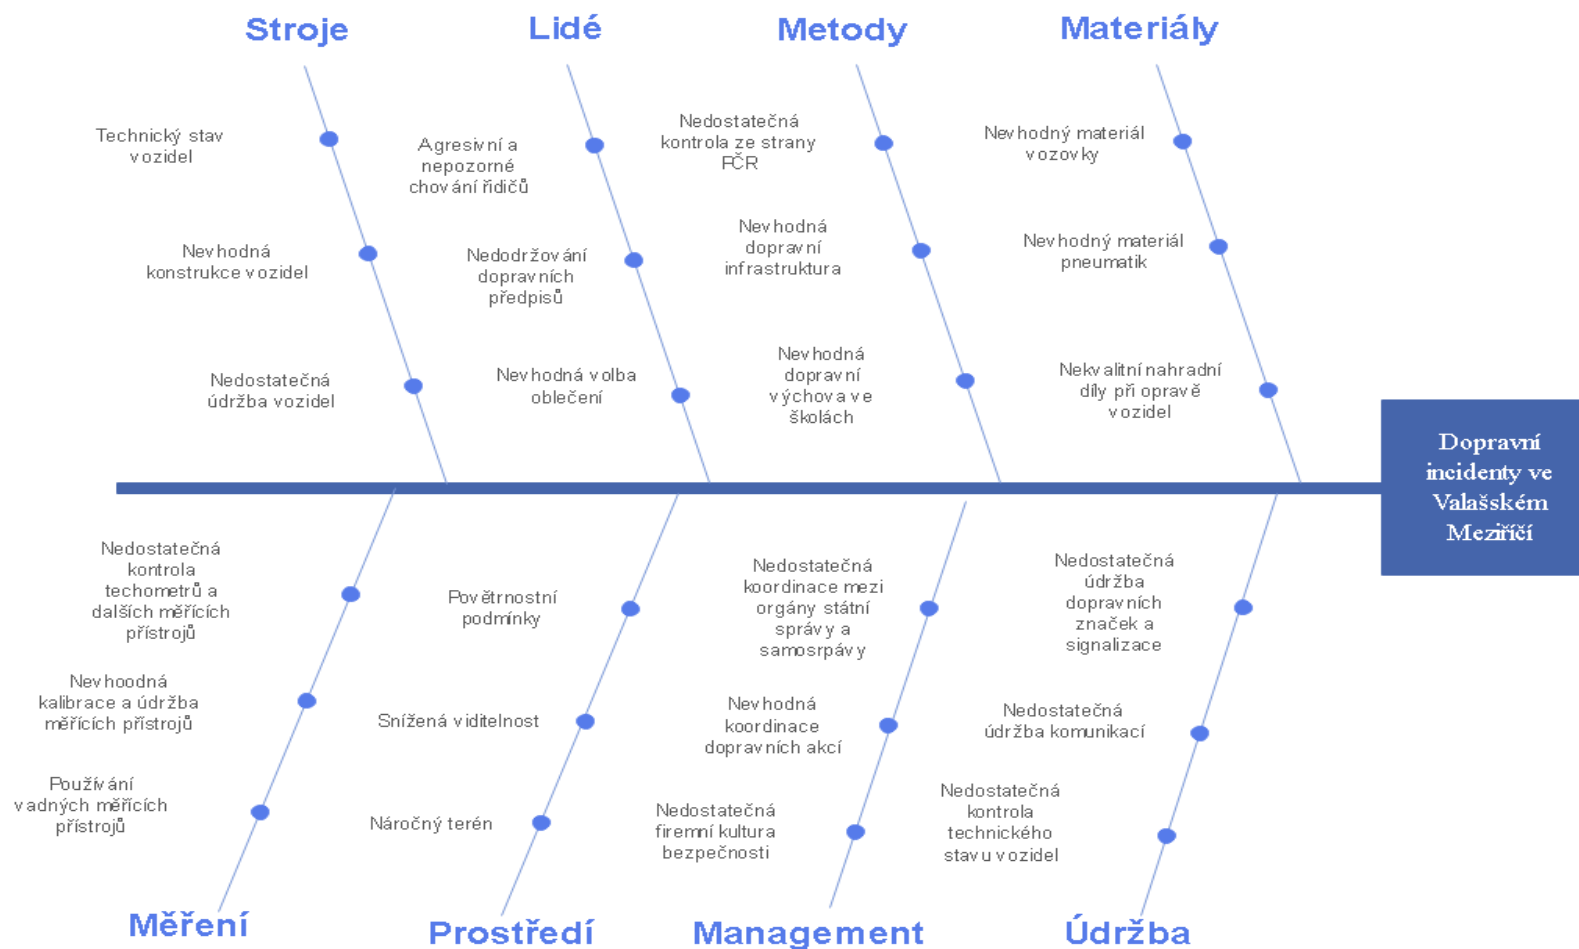 Stroje
Lidé
Metody
Materiály
Technický stav
vozidel
Nevhodná
konstrukce vozidel
Nedostatečná
údržba vozidel
Agresivní a
nepozorné
chování řidičů
Nedodržování
dopravních
předpisů
Nevhodná volba
oblečení
Nedostatečná
kontrola ze strany
PČR
Nevhodná
dopravní
infrastruktura
Nevhodná
dopravní
výchova ve
školách
Nevhodný materiál
vozovky
Nevhodný materiál
pneumatik
Nekvalitní nahradní
díly při opravě
vozidel
Dopravní
incidenty ve
Valašském
Meziříčí
Nedostatečná
kontrola
techometrů a
dalších měřících
přístrojů
Nevhoodná
kalibrace a údržba
měřících přístrojů
Používání
vadných měřících
přístrojů
Povětrnostní
podmínky
Snížená viditelnost
Náročný terén
Nedostatečná
koordinace mezi
orgány státní
správy a
samosrpávy
Nevhodná
koordinace
dopravních akcí
Nedostatečná
firemní kultura
bezpečnosti
Nedostatečná
údržba
dopravních
značek a
signalizace
Nedostatečná
údržba komunikací
Nedostatečná
kontrola
technického
stavu vozidel
Měření
Prostředí
Management
Údržba